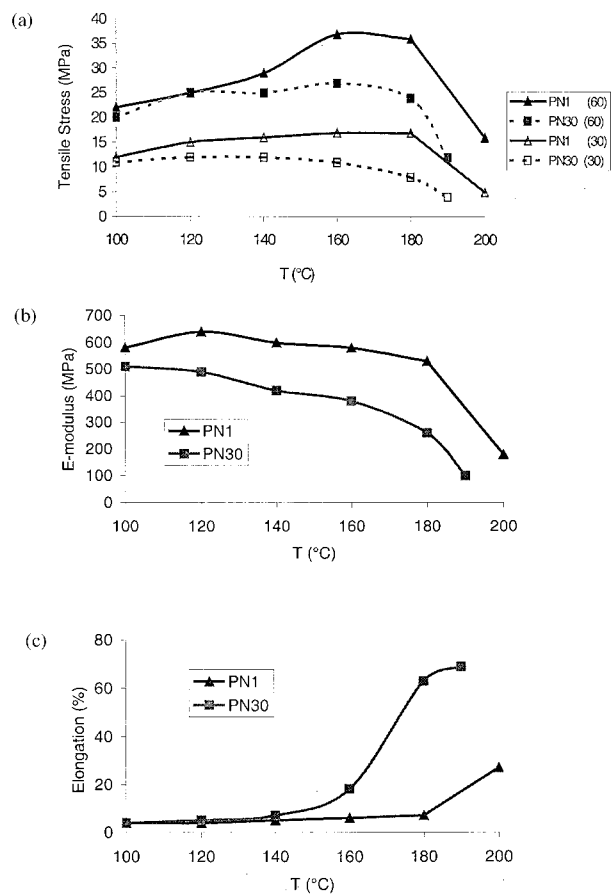 (a)
Tensile Stress (MPa)
40
35
30
25
20
15
10
5
0
100 120 140 160 180 200
T (°C)
PN1 (60)
PN30 (60)
PN1 (30)
PN30 (30)
(b)
E-modulus (MPa)
700
600
500
400
300
200
100
0
PN1
PN30
100 120 140 160 180 200
T (°C)
(c)
Elongation (%)
80
60
40
20
0
PN1
PN30
100 120 140 160 180 200
T (°C)